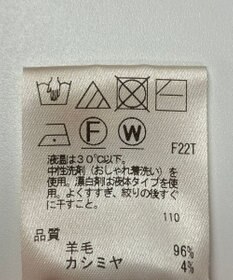 F W F22T
液温は30℃以下。
中性洗剤(おしゃれ着洗い)を
使用。漂白剤は液体タイプを使
用。よくすすぎ、絞りの後すぐ
に干すこと。
110
品質
羊毛 96%
カシミヤ 4%